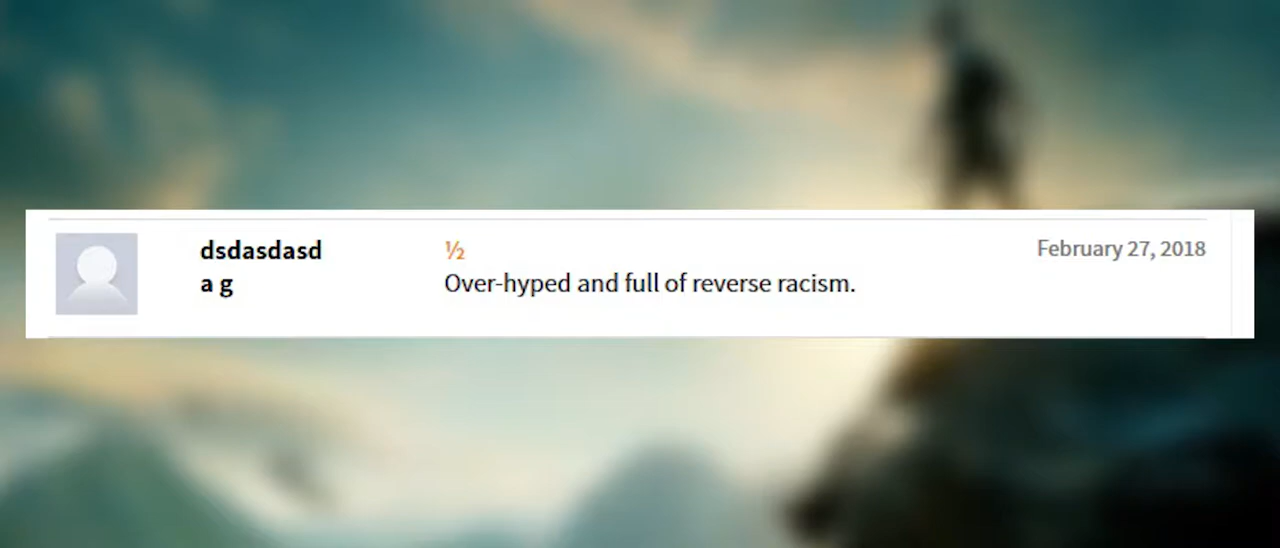 dsdasdasd
a g
½
Over-hyped and full of reverse racism.
February 27, 2018